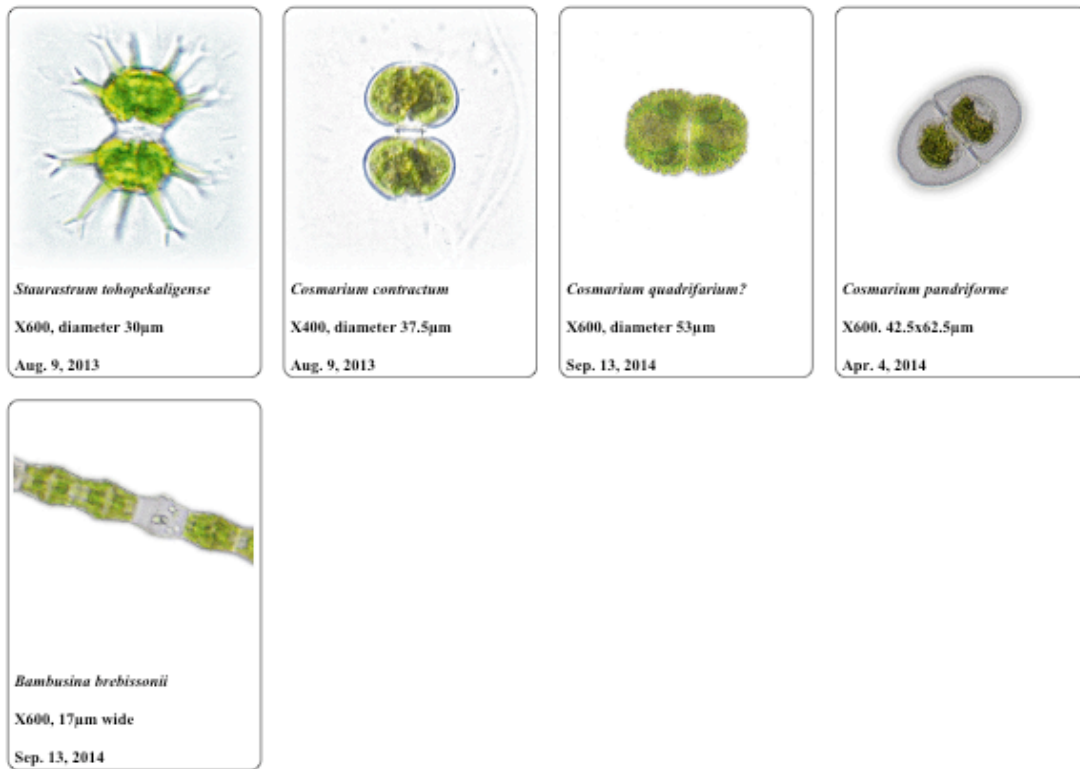 Staurastrum tohopekaligense
X600, diameter 30µm
Aug. 9, 2013
Cosmarium contractum
X400, diameter 37.5µm
Aug. 9, 2013
Cosmarium quadrifarium?
X600, diameter 53µm
Sep. 13, 2014
Cosmarium pandriforme
X600. 42.5x62.5µm
Apr. 4, 2014
Bambusina brebissonii
X600, 17µm wide
Sep. 13, 2014